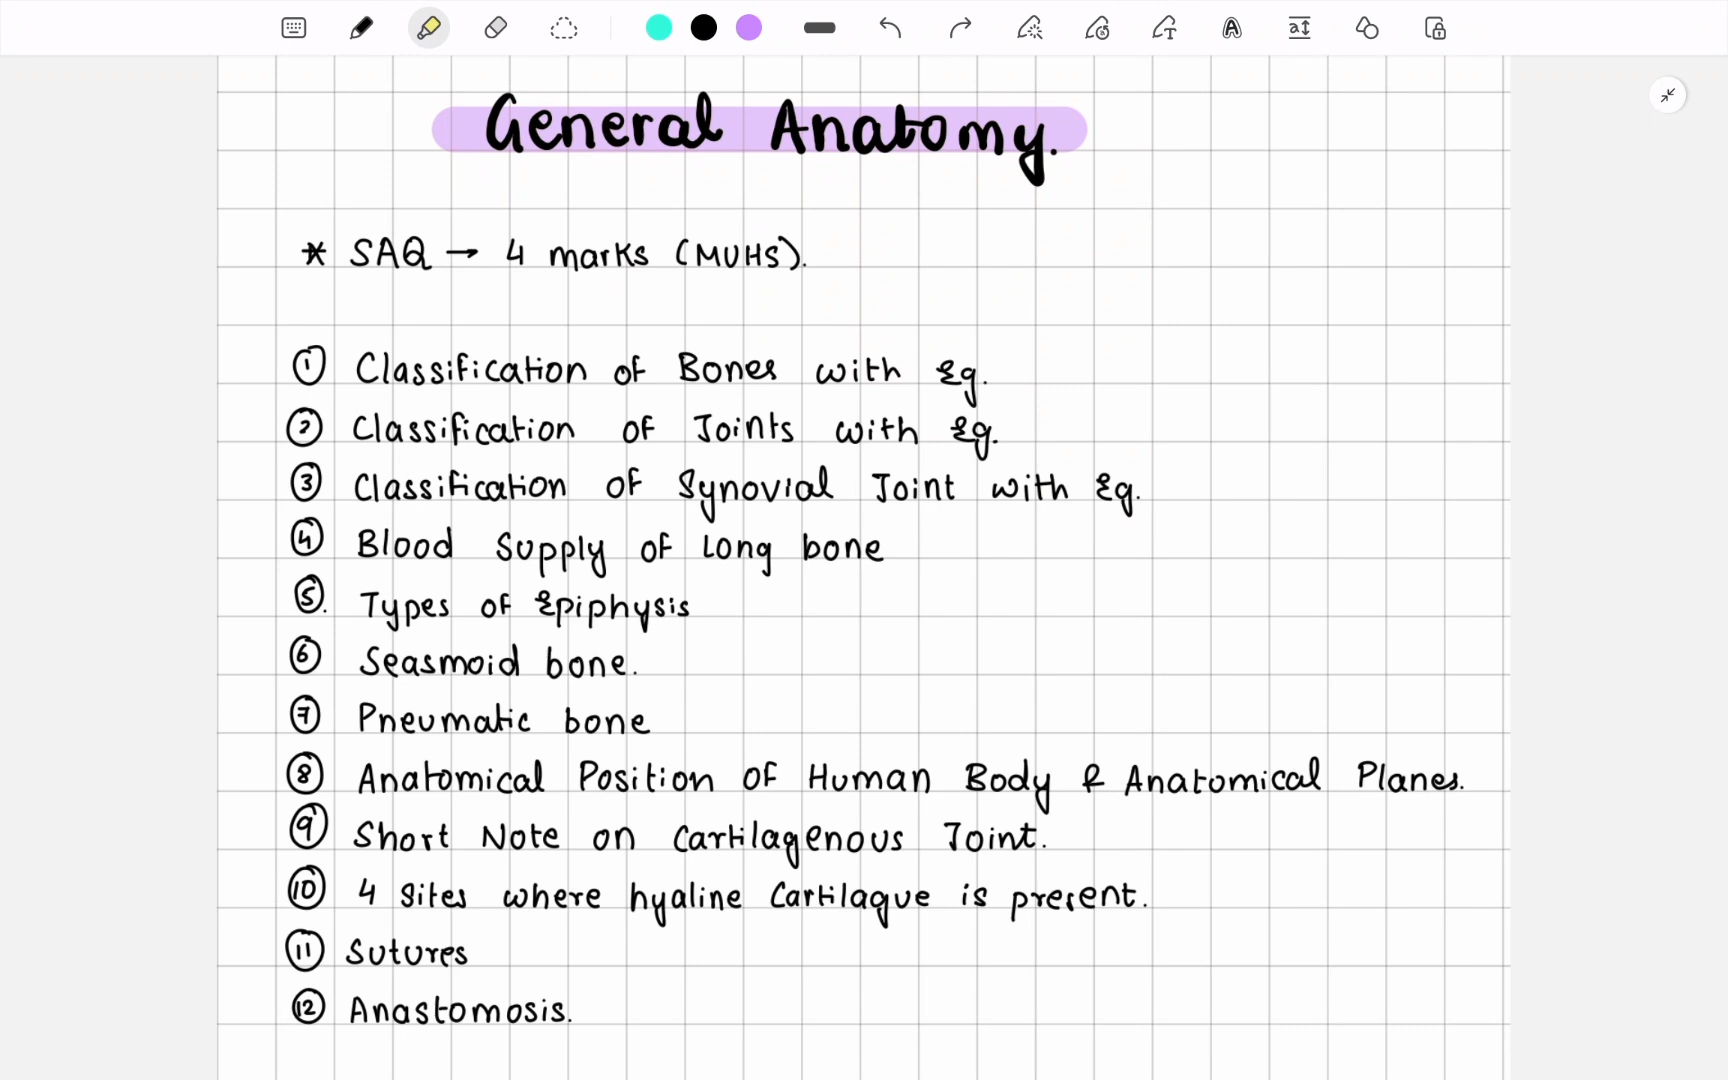 General Anatomy.
* SAQ → 4 marks (MUHS).
① Classification of Bones with Eg.
② Classification of Joints with Eg.
③ Classification of Synovial Joint with Eg.
④ Blood Supply of Long bone
⑤. Types of Epiphysis
⑥ Seasmoid bone.
⑦ Pneumatic bone
⑧ Anatomical Position of Human Body & Anatomical Planes.
⑨ Short Note on Cartilagenous Joint.
⑩ 4 Sites where hyaline Cartilague is present.
⑪ Sutures
⑫ Anastomosis.